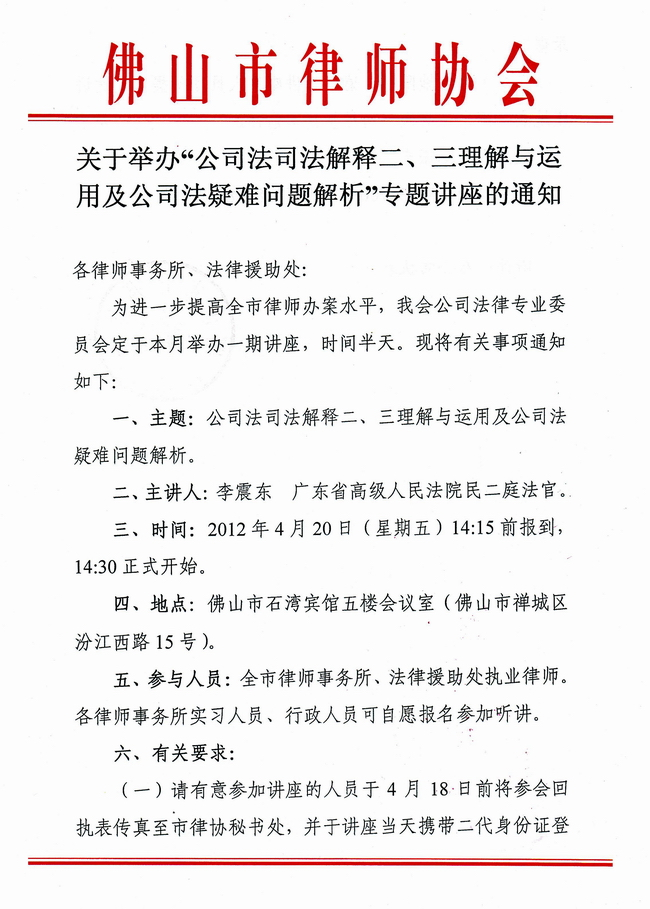 佛山市律师协会
关于举办“公司法司法解释二、三理解与运
用及公司法疑难问题解析”专题讲座的通知
各律师事务所、法律援助处：
为进一步提高全市律师办案水平，我会公司法律专业委
员会定于本月举办一期讲座，时间半天。现将有关事项通知
如下：
一、主题：公司法司法解释二、三理解与运用及公司法
疑难问题解析。
二、主讲人：李震东　广东省高级人民法院民二庭法官。
三、时间：2012 年 4 月 20 日（星期五）14:15 前报到，
14:30 正式开始。
四、地点：佛山市石湾宾馆五楼会议室（佛山市禅城区
汾江西路 15 号）。
五、参与人员：全市律师事务所、法律援助处执业律师。
各律师事务所实习人员、行政人员可自愿报名参加听讲。
六、有关要求：
（一）请有意参加讲座的人员于 4 月 18 日前将参会回
执表传真至市律协秘书处，并于讲座当天携带二代身份证登